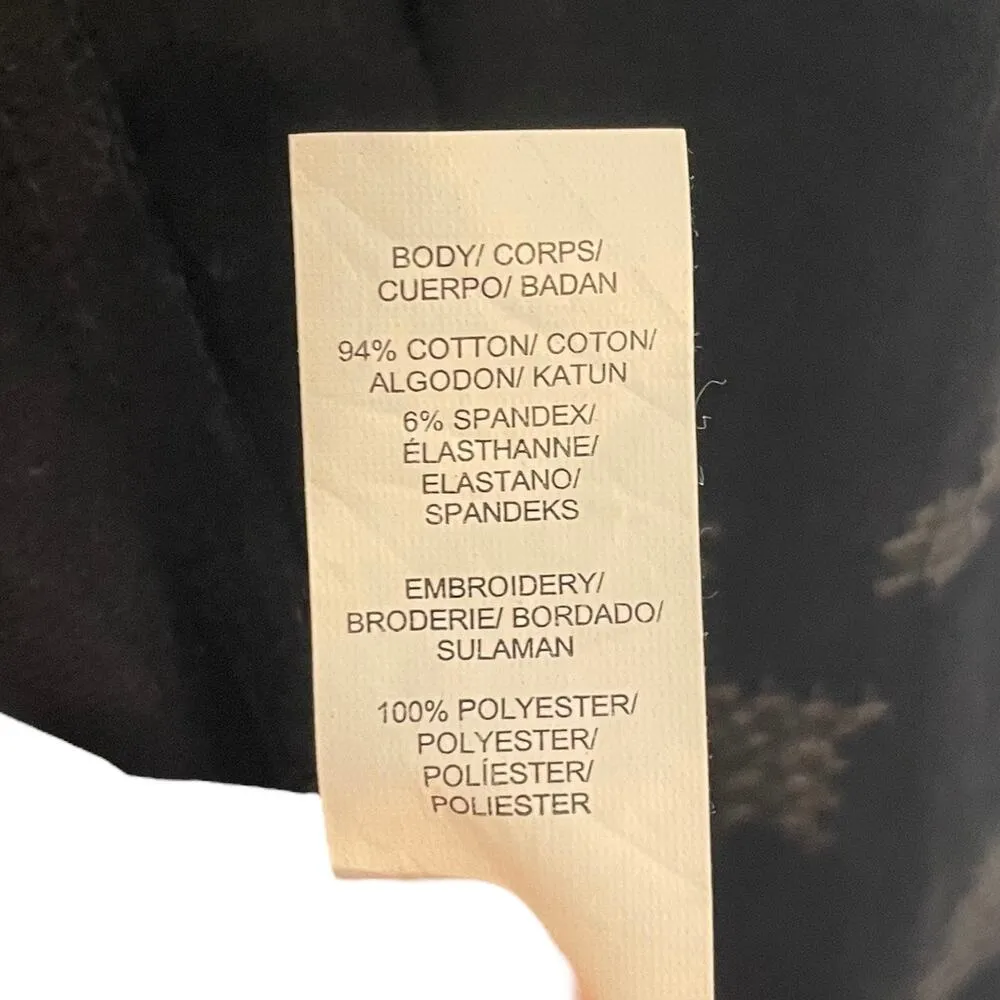 BODY/ CORPS/
CUERPO/ BADAN
94% COTTON/ COTON/
ALGODON/ KATUN
6% SPANDEX/
ÉLASTHANNE/
ELASTANO/
SPANDEKS
EMBROIDERY/
BRODERIE/ BORDADO/
SULAMAN
100% POLYESTER/
POLYESTER/
POLÍESTER/
POLIESTER